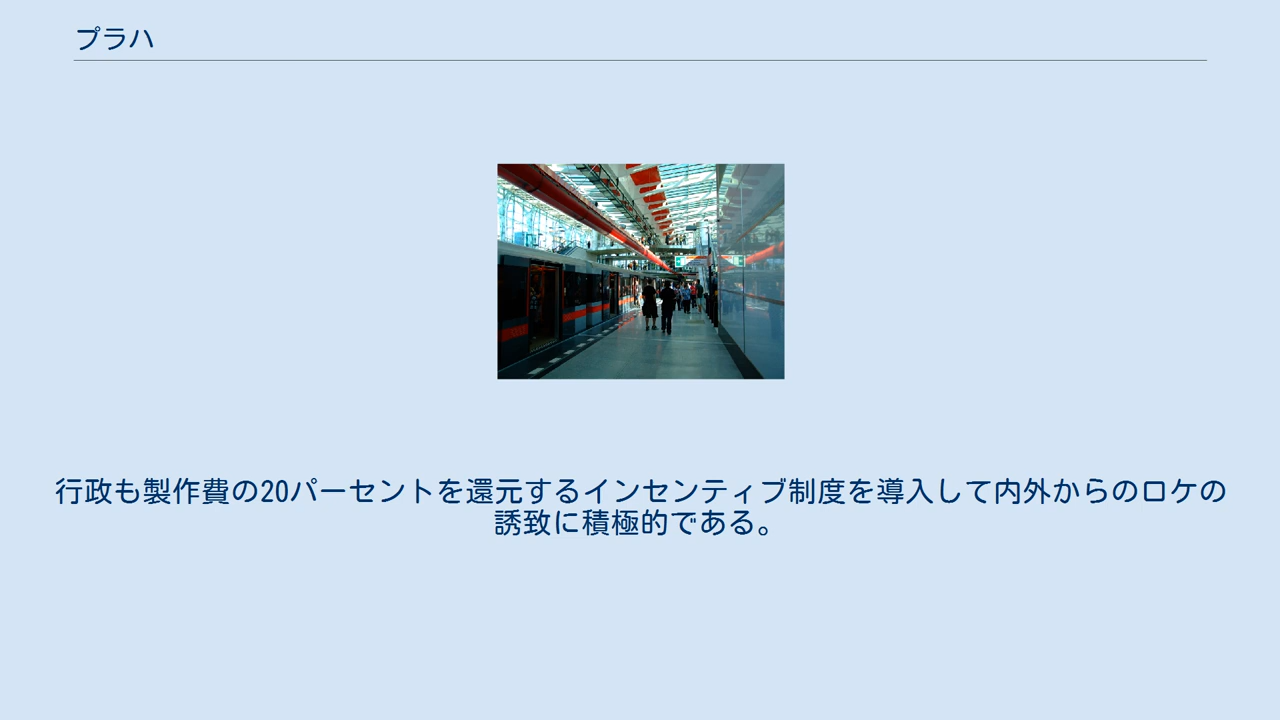 プラハ
行政も製作費の20パーセントを還元するインセンティブ制度を導入して内外からのロケの
誘致に積極的である。